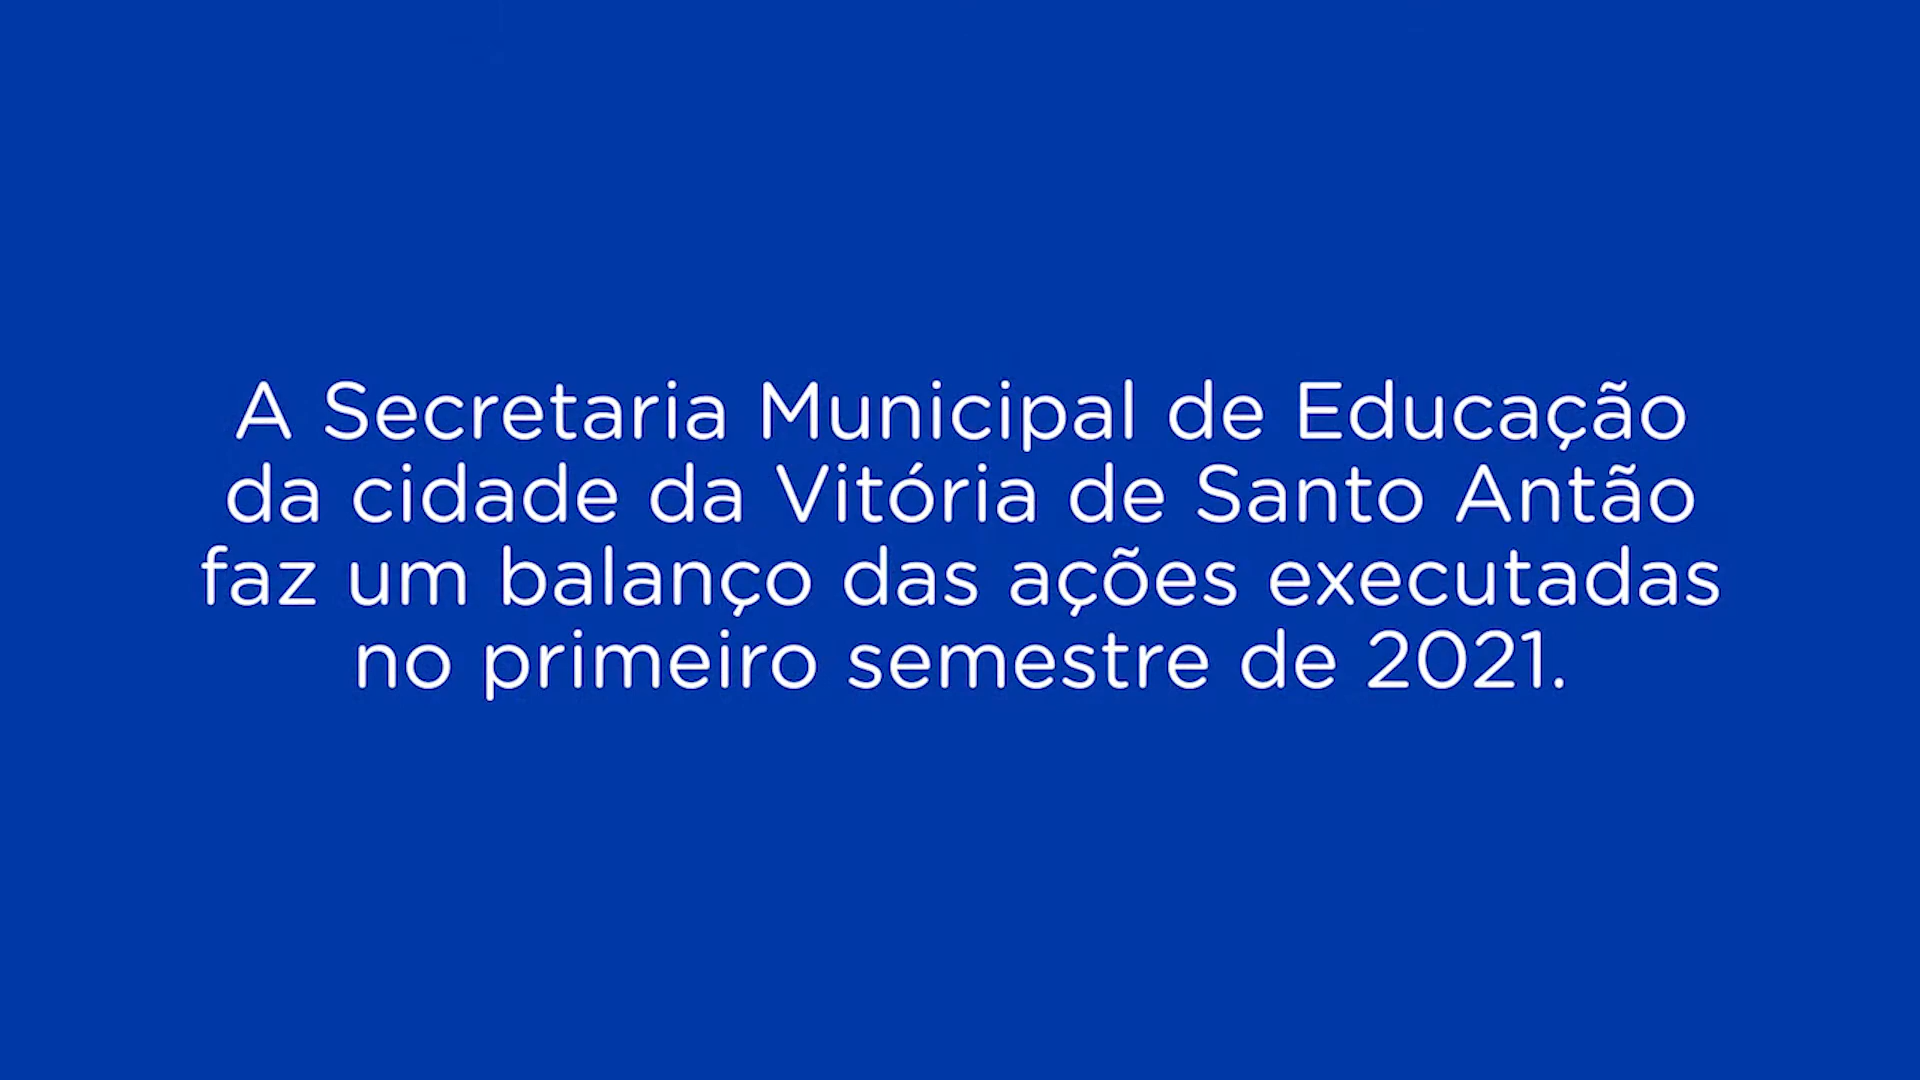 A Secretaria Municipal de Educação
da cidade da Vitória de Santo Antão
faz um balanço das ações executadas
no primeiro semestre de 2021.